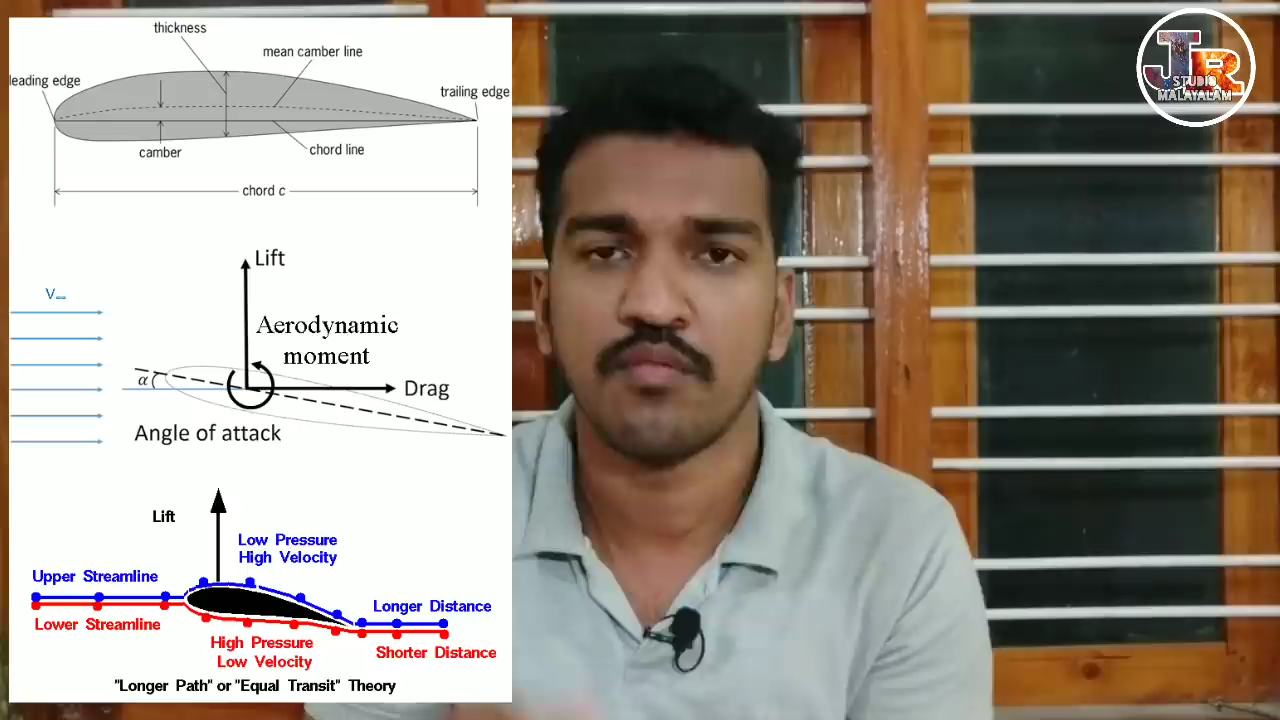 thickness
mean camber line
leading edge
trailing edge
camber
chord line
chord c
Lift
V∞
Aerodynamic
moment
α
Drag
Angle of attack
Lift
Low Pressure
High Velocity
Upper Streamline
Longer Distance
Lower Streamline
High Pressure
Low Velocity
Shorter Distance
"Longer Path" or "Equal Transit" Theory
JR
STUDIO
MALAYALAM